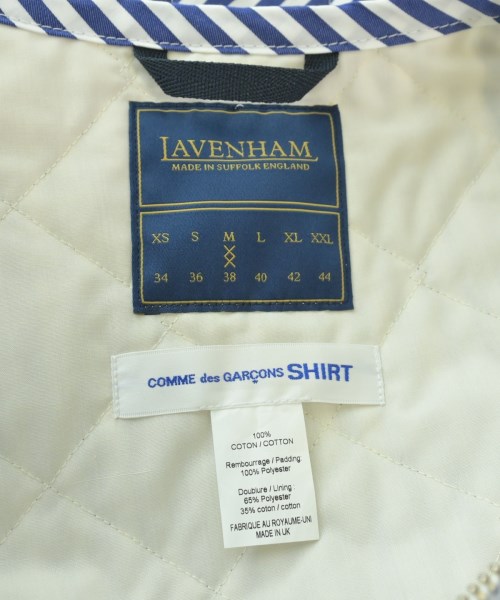 LAVENHAM
MADE IN SUFFOLK ENGLAND
XS S M L XL XXL
34 36 38 40 42 44
COMME des GARÇONS SHIRT
100%
COTON / COTTON
Rembourrage / Padding:
100% Polyester
Doublure / Lining :
65% Polyester
35% coton / cotton
FABRIQUE AU ROYAUME-UNI
MADE IN UK